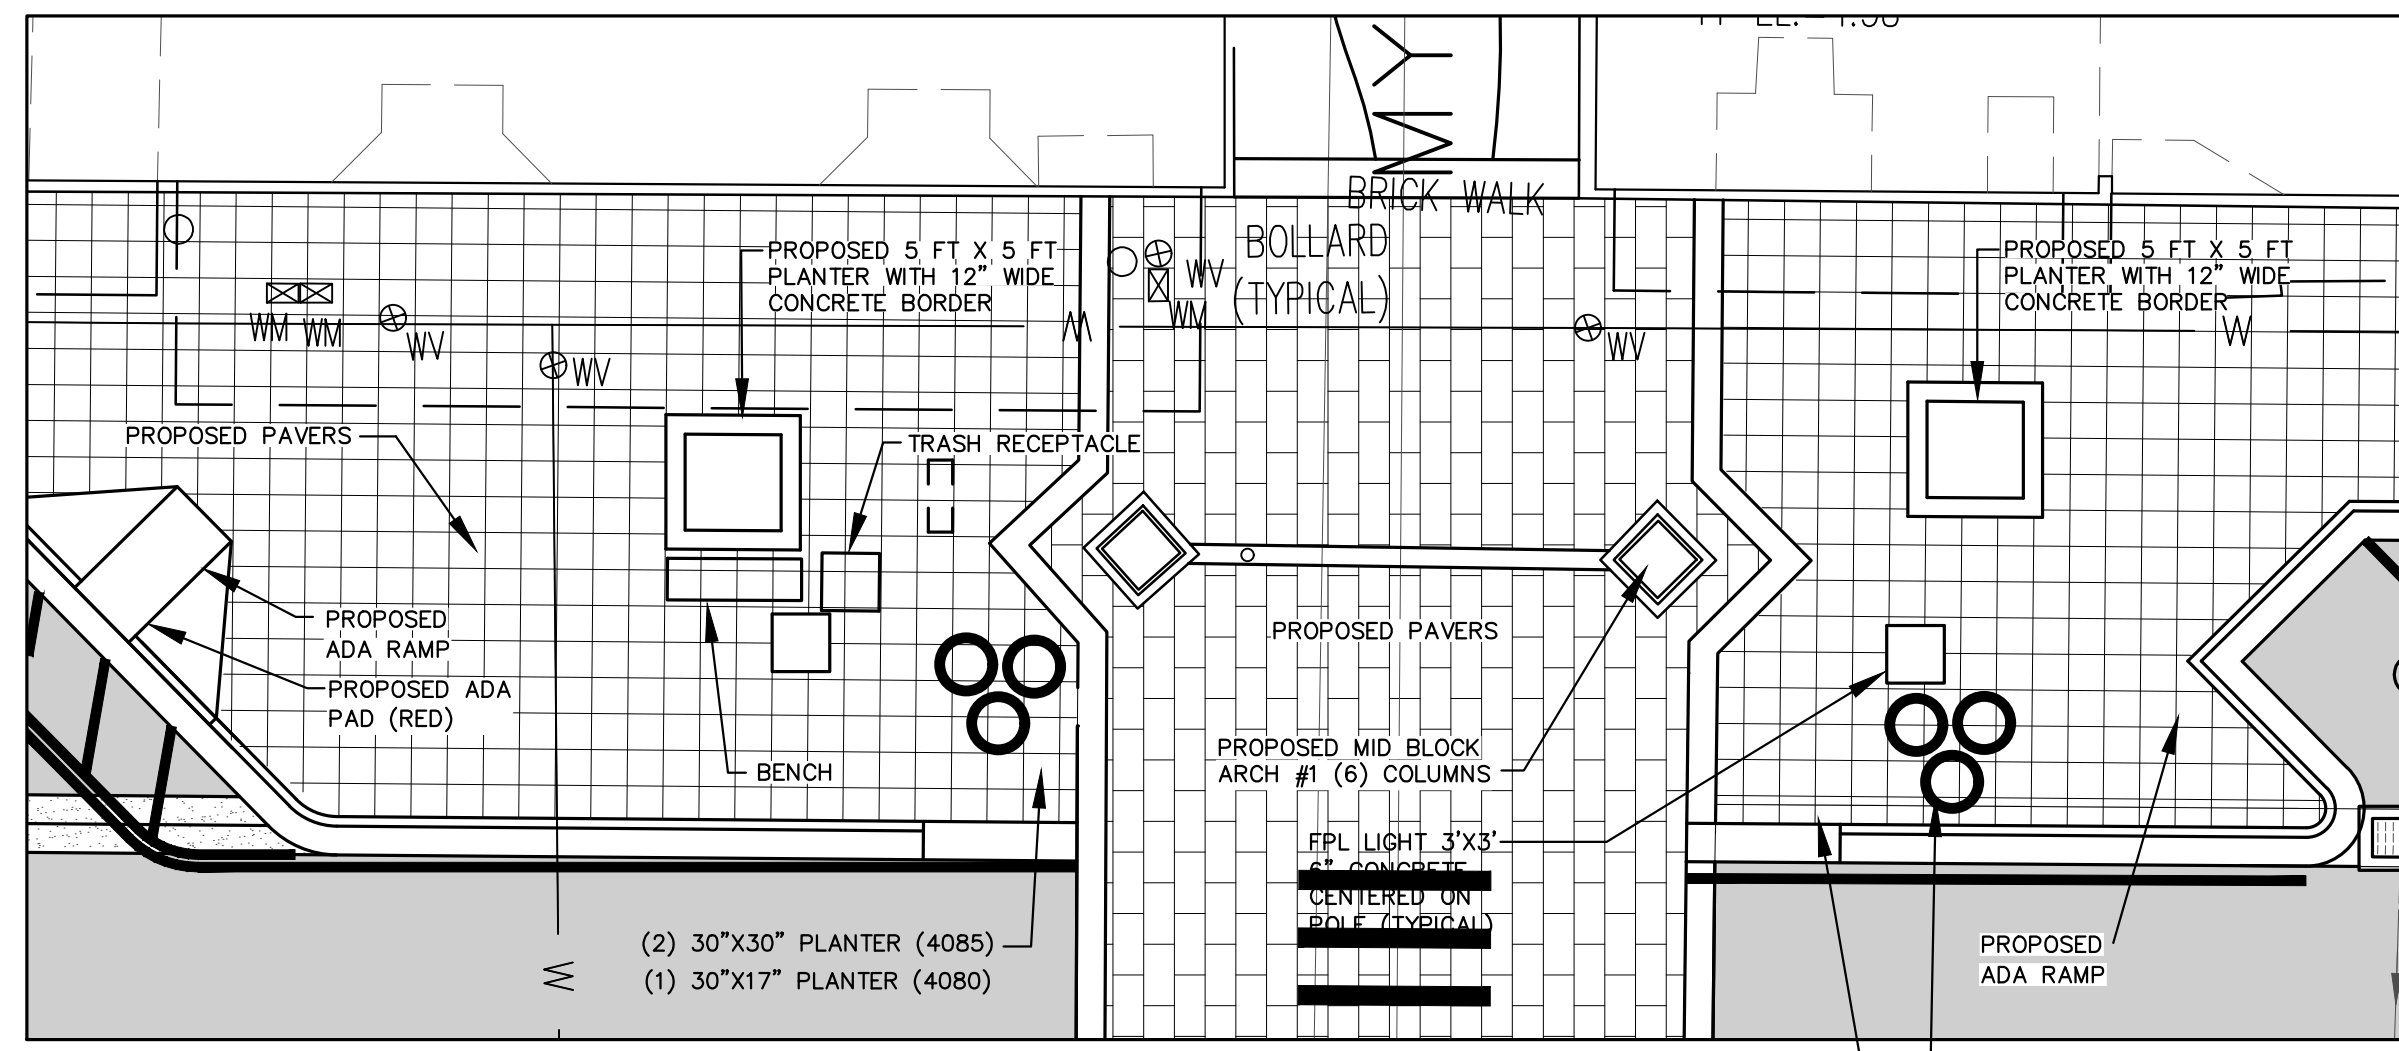 MY
BRICK WALK
BOLLARD
(TYPICAL)
PROPOSED 5 FT X 5 FT
PLANTER WITH 12" WIDE
CONCRETE BORDER
PROPOSED 5 FT X 5 FT
PLANTER WITH 12" WIDE
CONCRETE BORDER
WM
WM
WV
WV
W
WV
WM
WV
W
PROPOSED PAVERS
TRASH RECEPTACLE
PROPOSED
ADA RAMP
PROPOSED ADA
PAD (RED)
BENCH
PROPOSED PAVERS
PROPOSED MID BLOCK
ARCH #1 (6) COLUMNS
FPL LIGHT 3'X3'
6" CONCRETE
CENTERED ON
POLE (TYPICAL)
(2) 30"X30" PLANTER (4085)
(1) 30"X17" PLANTER (4080)
W
PROPOSED
ADA RAMP